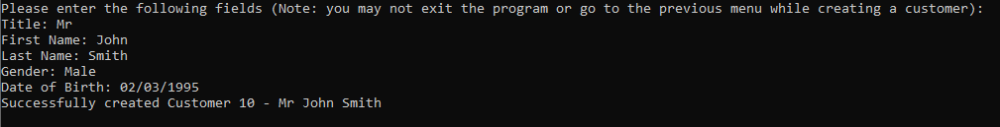 Please enter the following fields (Note: you may not exit the program or go to the previous menu while creating a customer):
Title: Mr
First Name: John
Last Name: Smith
Gender: Male
Date of Birth: 02/03/1995
Successfully created Customer 10 - Mr John Smith